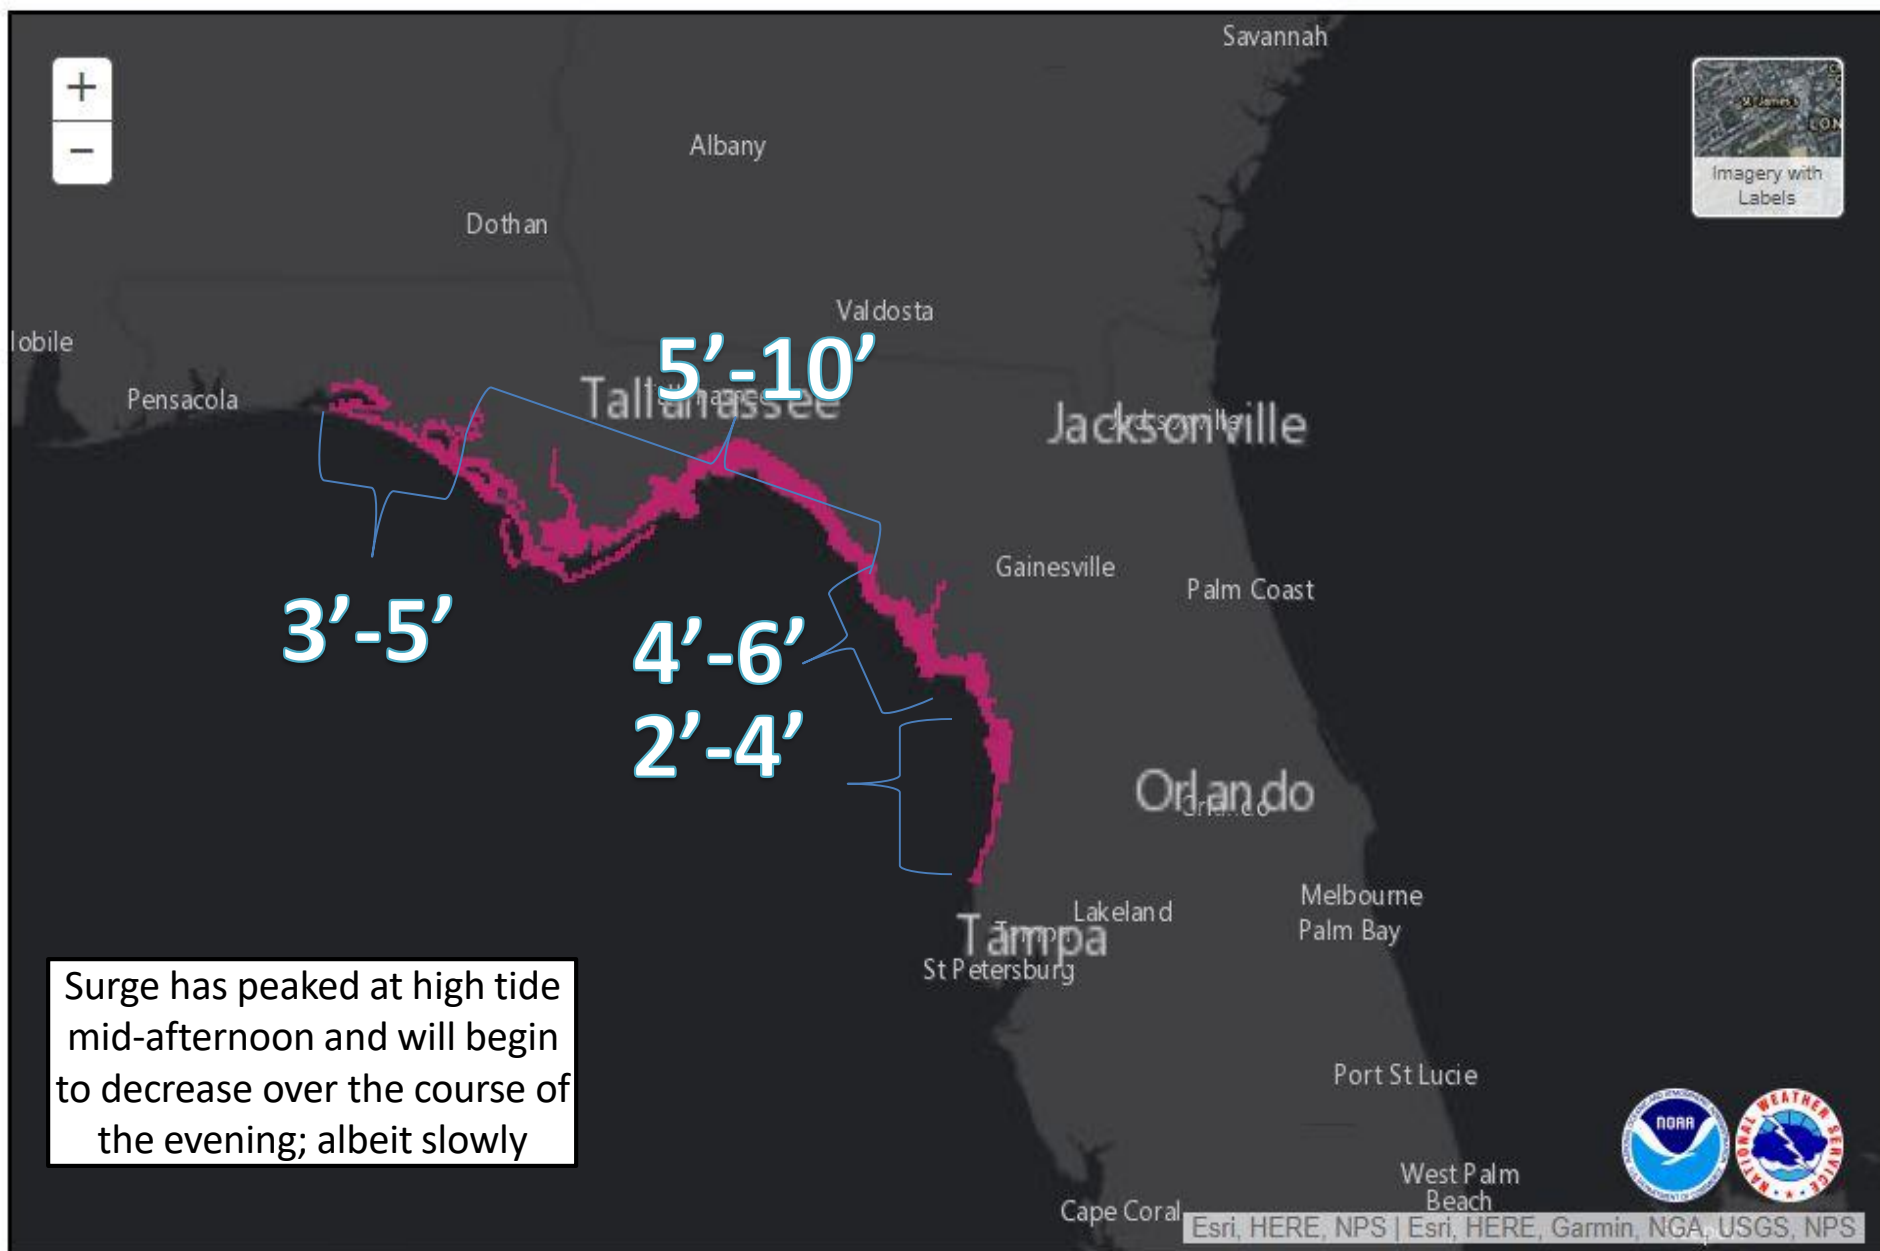 Savannah
+
−
Imagery with
Labels
Albany
Dothan
Valdosta
lobile
5’-10’
Pensacola
Tallahassee
Jacksonville
Gainesville
Palm Coast
3’-5’
4’-6’
2’-4’
Orlando
Orlando
Melbourne
Lakeland
Palm Bay
Tampa
St Petersburg
Surge has peaked at high tide
mid-afternoon and will begin
to decrease over the course of
the evening; albeit slowly
Port St Lucie
NOAA
NATIONAL WEATHER SERVICE
West Palm
Beach
Cape Coral
Esri, HERE, NPS | Esri, HERE, Garmin, NGA, USGS, NPS